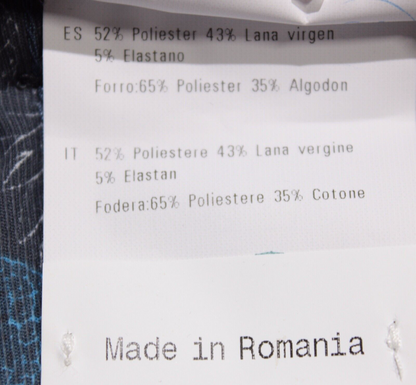 ES 52% Poliester 43% Lana virgen
5% Elastano
Forro:65% Poliester 35% Algodon
IT 52% Poliestere 43% Lana vergine
5% Elastan
Fodera:65% Poliestere 35% Cotone
Made in Romania